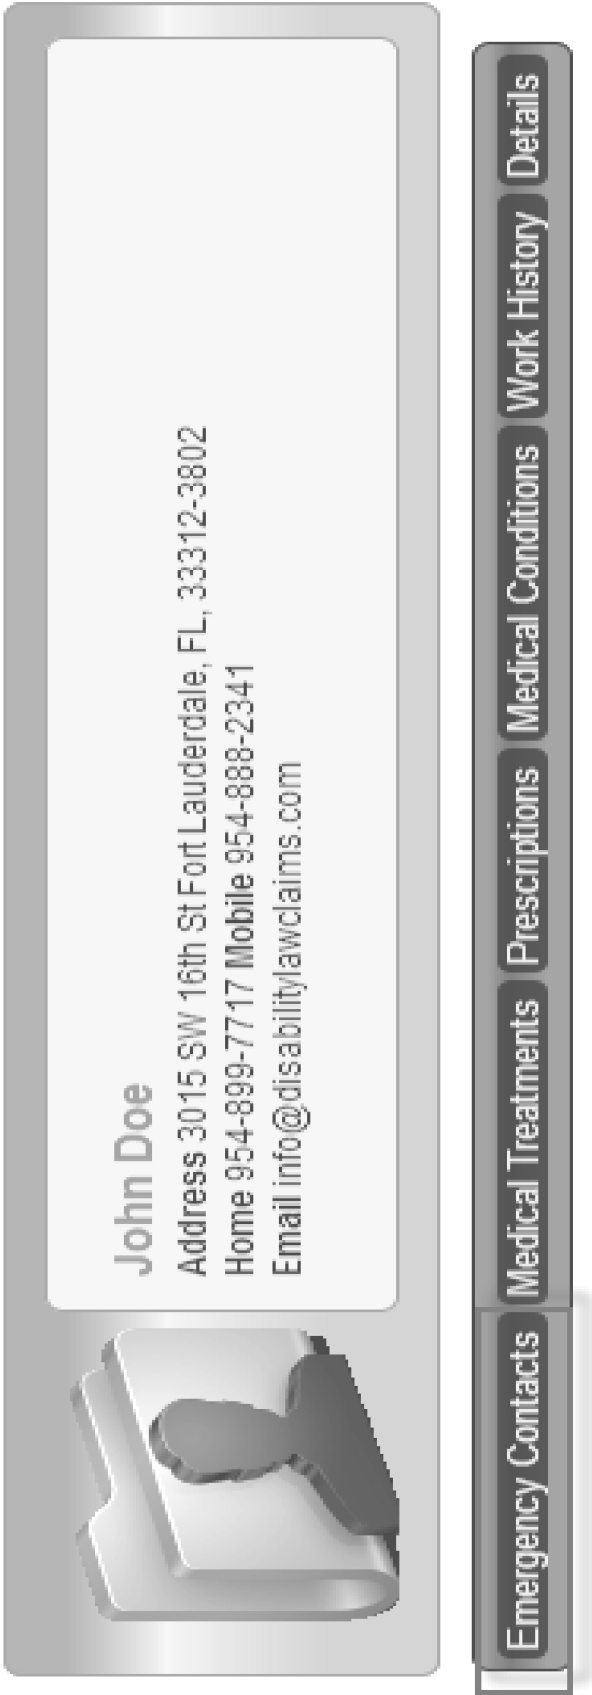 John Doe
Address 3015 SW 16th St Fort Lauderdale, FL, 33312-3802
Home 954-899-7717 Mobile 954-888-2341
Email info@disabilitylawclaims.com
Emergency Contacts Medical Treatments Prescriptions Medical Conditions Work History Details